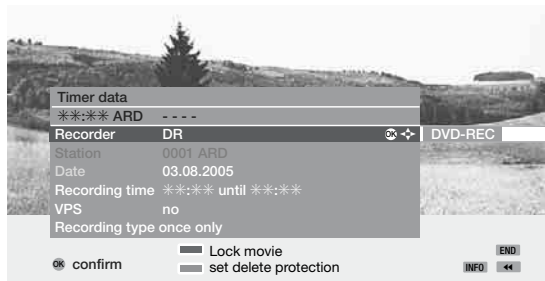 Timer data
✳✳:✳✳ ARD - - - -
Recorder DR OK DVD-REC
Station 0001 ARD
Date 03.08.2005
Recording time ✳✳:✳✳ until ✳✳:✳✳
VPS no
Recording type once only
Lock movie END
OK confirm set delete protection INFO